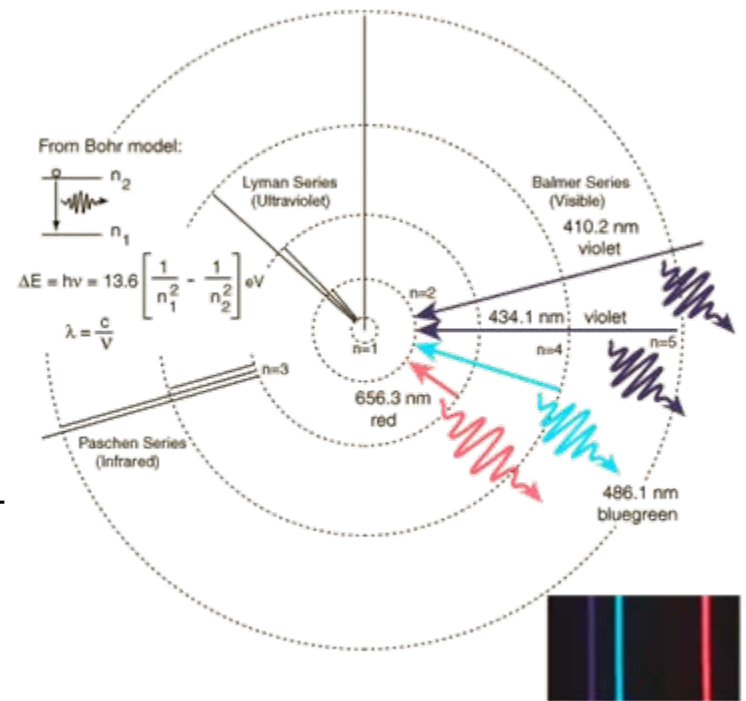 From Bohr model:
n2
n1
ΔE = hν = 13.6 [ 1/n1² - 1/n2² ] eV
λ = c/ν
Lyman Series
(Ultraviolet)
Balmer Series
(Visible)
410.2 nm
violet
n=2
434.1 nm violet
n=1
n=4
n=5
n=3
656.3 nm
red
Paschen Series
(Infrared)
486.1 nm
bluegreen